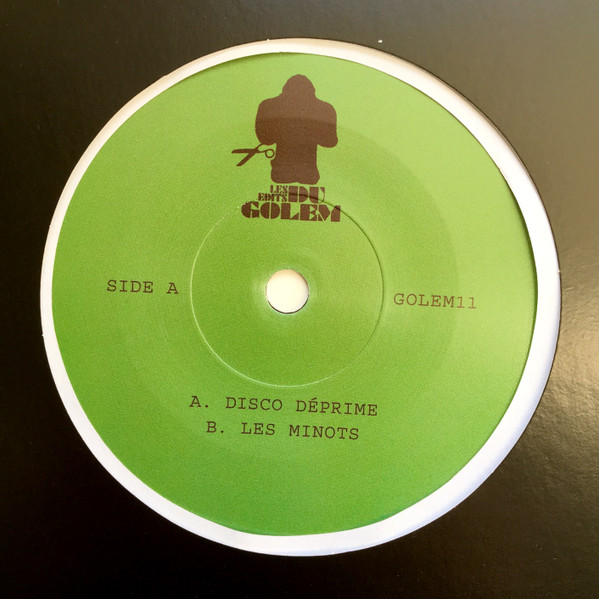 LES DU
EDITS
GOLEM
SIDE A
GOLEM11
A. DISCO DÉPRIME
B. LES MINOTS